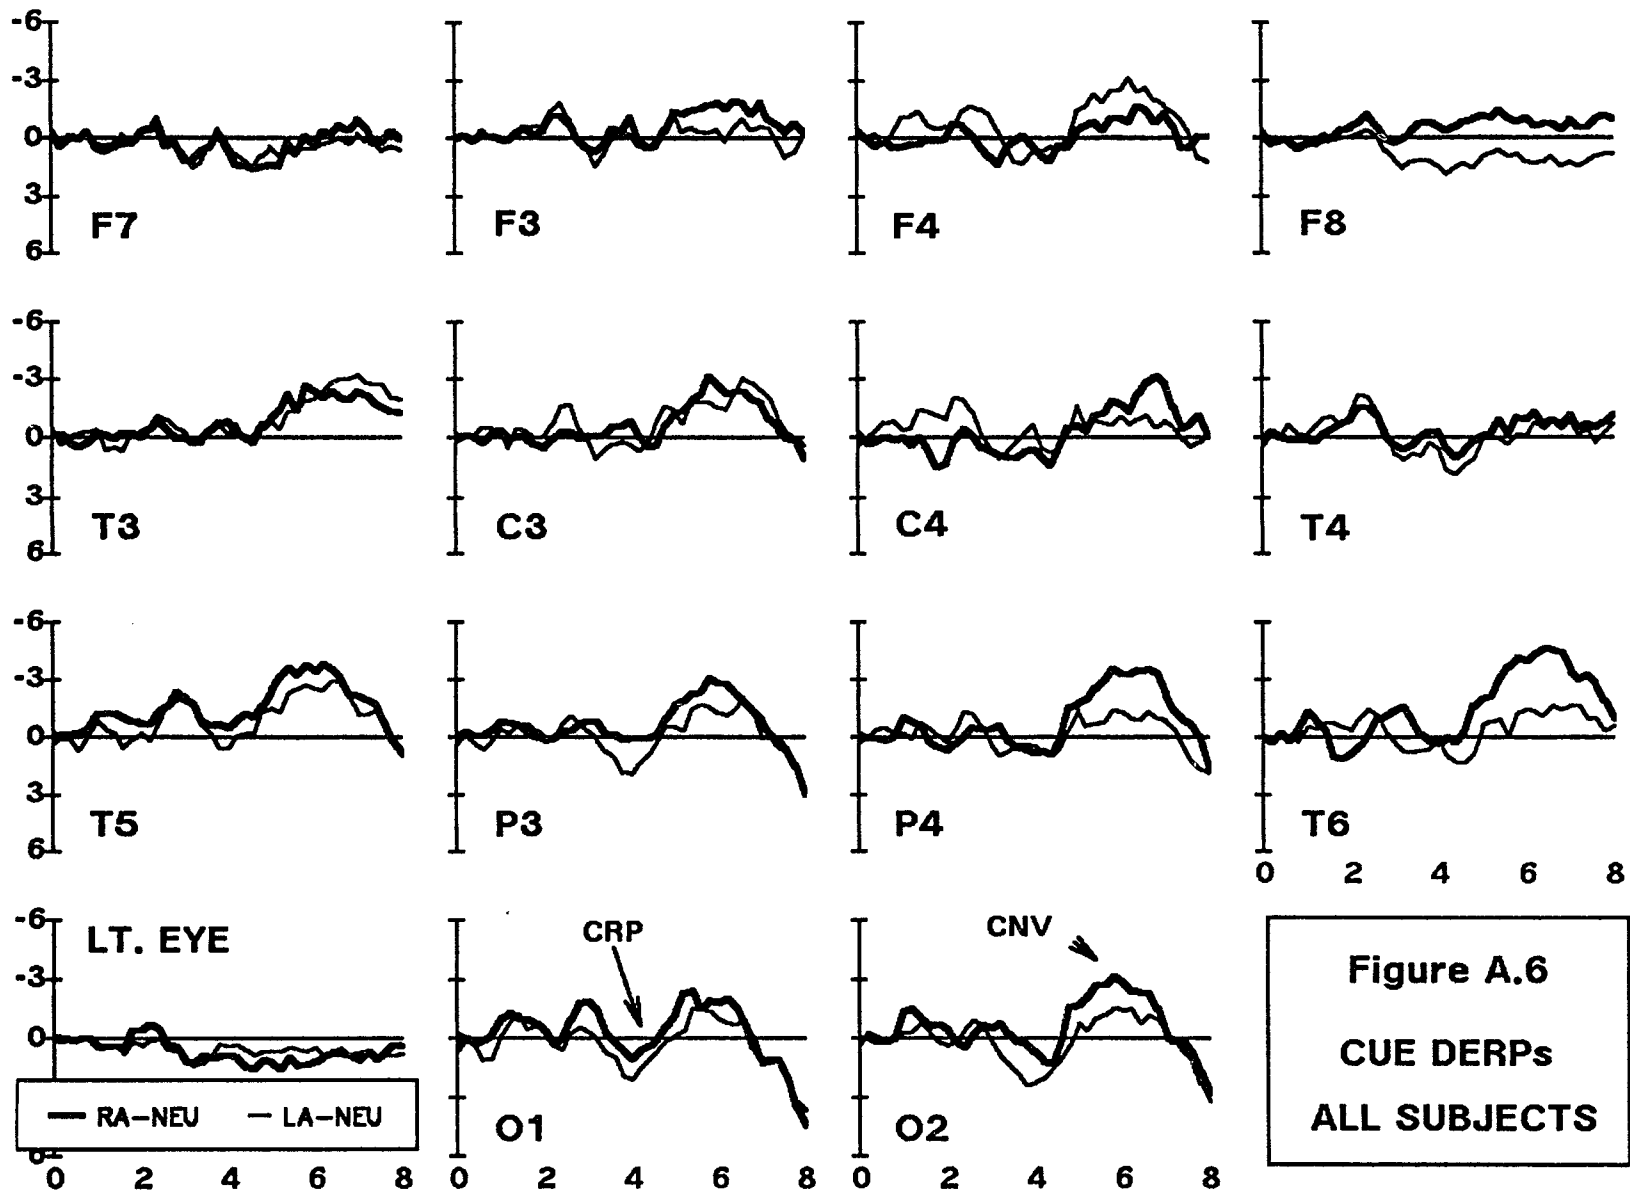 -6
-3
0
3
6
F7
F3
F4
F8
-6
-3
0
3
6
T3
C3
C4
T4
-6
-3
0
3
6
T5
P3
P4
T6
0 2 4 6 8
-6
-3
0
LT. EYE
CRP
CNV
RA-NEU LA-NEU
O1
O2
0 2 4 6 8
0 2 4 6 8
0 2 4 6 8
Figure A.6
CUE DERPs
ALL SUBJECTS